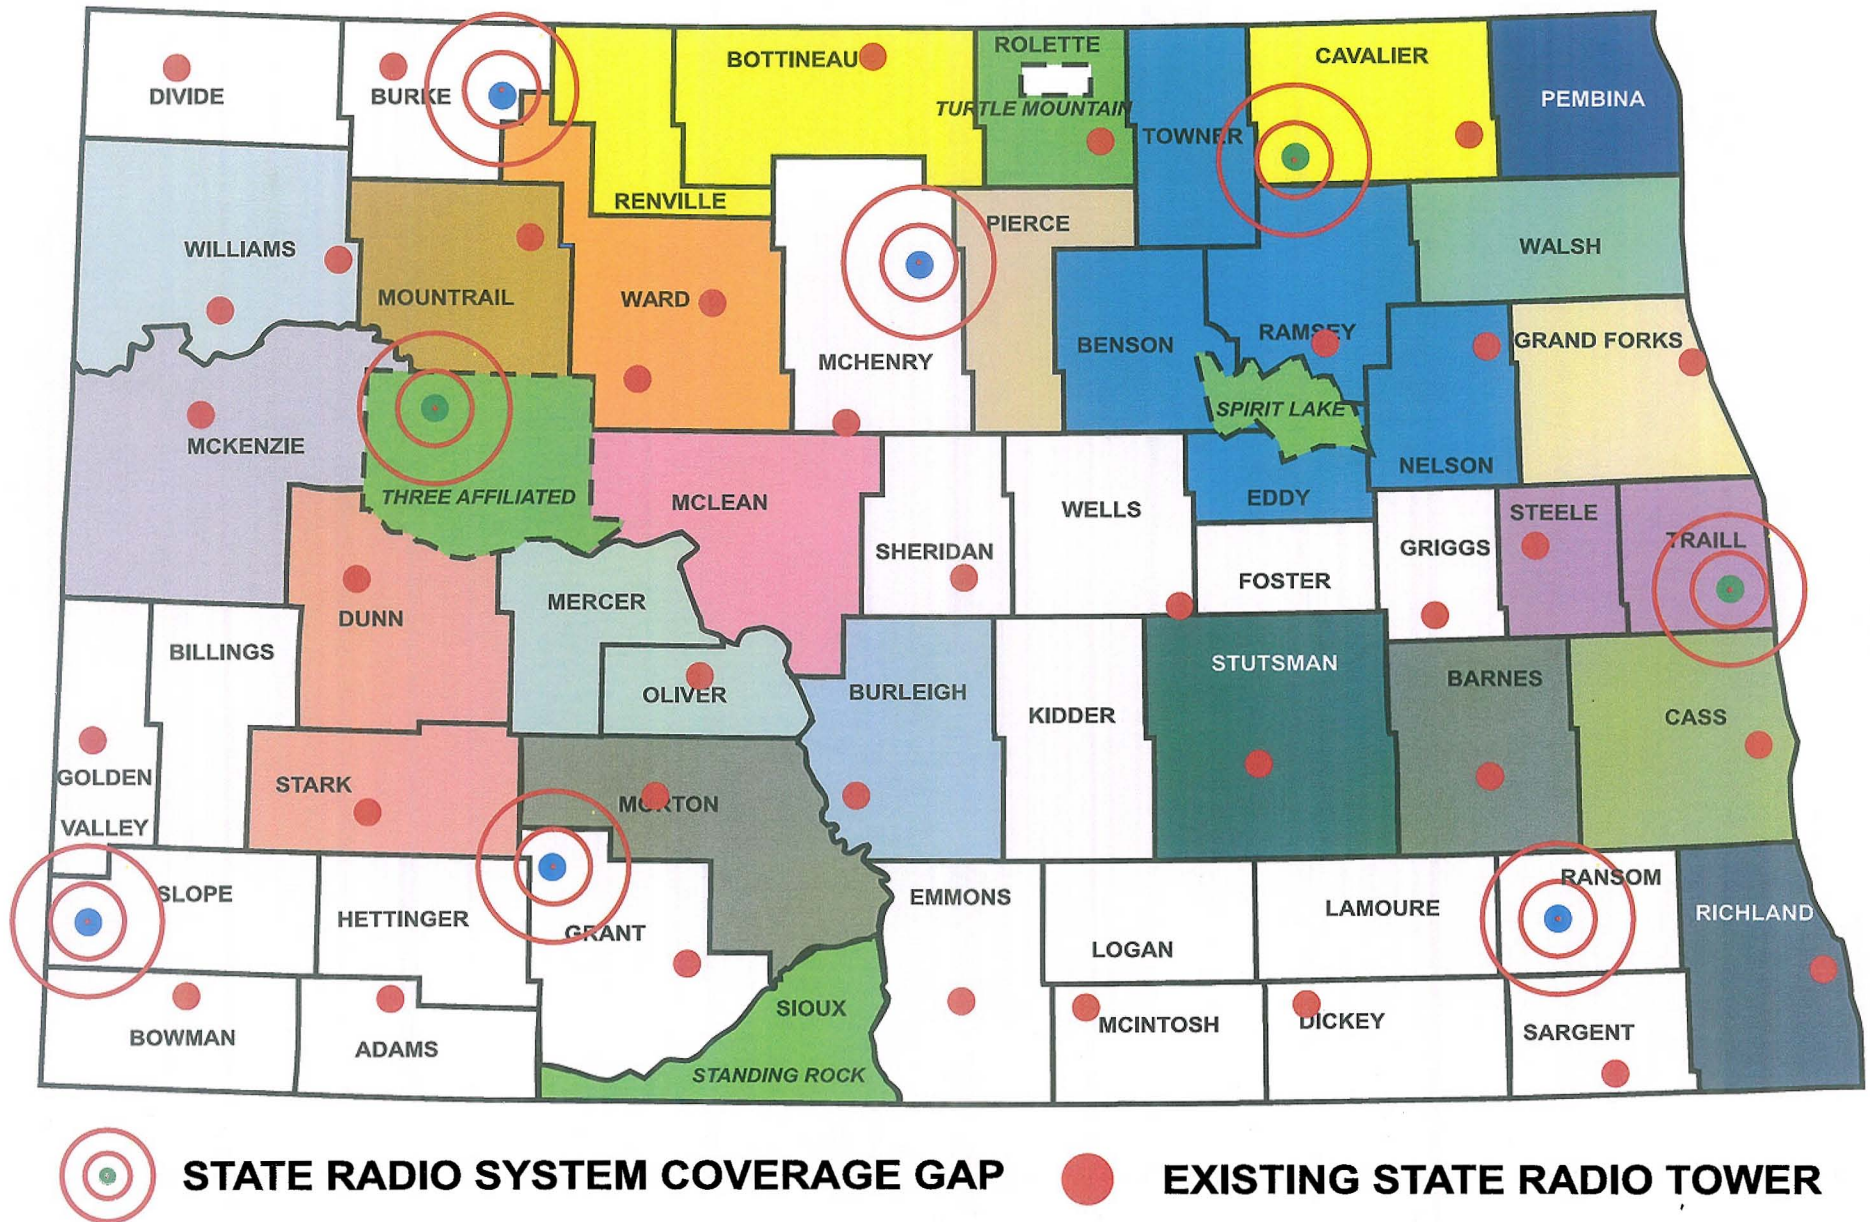 DIVIDE
BURKE
BOTTINEAU
ROLETTE
TURTLE MOUNTAIN
TOWNER
CAVALIER
PEMBINA
WILLIAMS
MOUNTRAIL
RENVILLE
WARD
MCHENRY
PIERCE
BENSON
RAMSEY
WALSH
GRAND FORKS
SPIRIT LAKE
NELSON
EDDY
MCKENZIE
THREE AFFILIATED
MCLEAN
SHERIDAN
WELLS
FOSTER
GRIGGS
STEELE
TRAILL
DUNN
MERCER
OLIVER
BILLINGS
GOLDEN
VALLEY
STARK
MORTON
BURLEIGH
KIDDER
STUTSMAN
BARNES
CASS
SLOPE
HETTINGER
GRANT
EMMONS
LOGAN
LAMOURE
RANSOM
RICHLAND
BOWMAN
ADAMS
SIOUX
STANDING ROCK
MCINTOSH
DICKEY
SARGENT
STATE RADIO SYSTEM COVERAGE GAP
EXISTING STATE RADIO TOWER